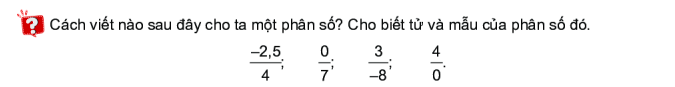 Cách viết nào sau đây cho ta một phân số? Cho biết tử và mẫu của phân số đó.
−2,5/4; 0/7; 3/−8; 4/0.